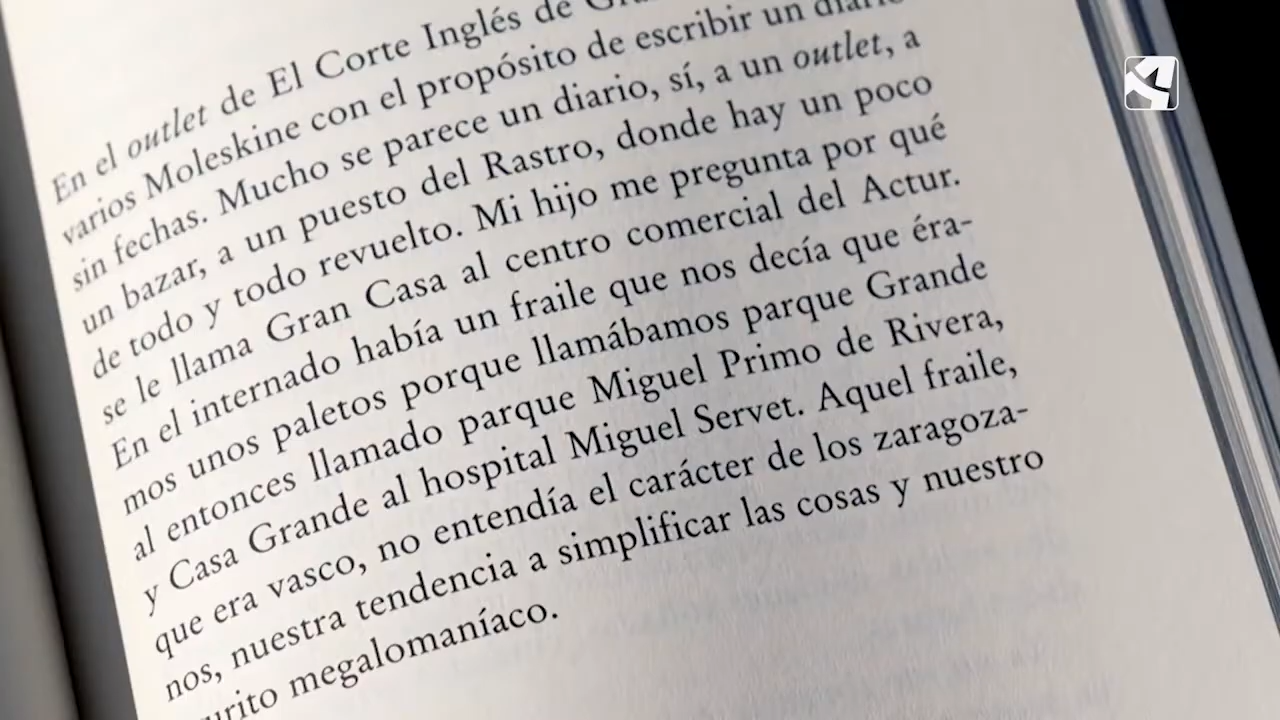 En el outlet de El Corte Inglés de
varios Moleskine con el propósito de escribir un diario
sin fechas. Mucho se parece un diario, sí, a un outlet, a
un bazar, a un puesto del Rastro, donde hay un poco
de todo y todo revuelto. Mi hijo me pregunta por qué
se le llama Gran Casa al centro comercial del Actur.
En el internado había un fraile que nos decía que éra-
mos unos paletos porque llamábamos parque Grande
al entonces llamado parque Miguel Primo de Rivera,
y Casa Grande al hospital Miguel Servet. Aquel fraile,
que era vasco, no entendía el carácter de los zaragoza-
nos, nuestra tendencia a simplificar las cosas y nuestro
megalomaníaco.